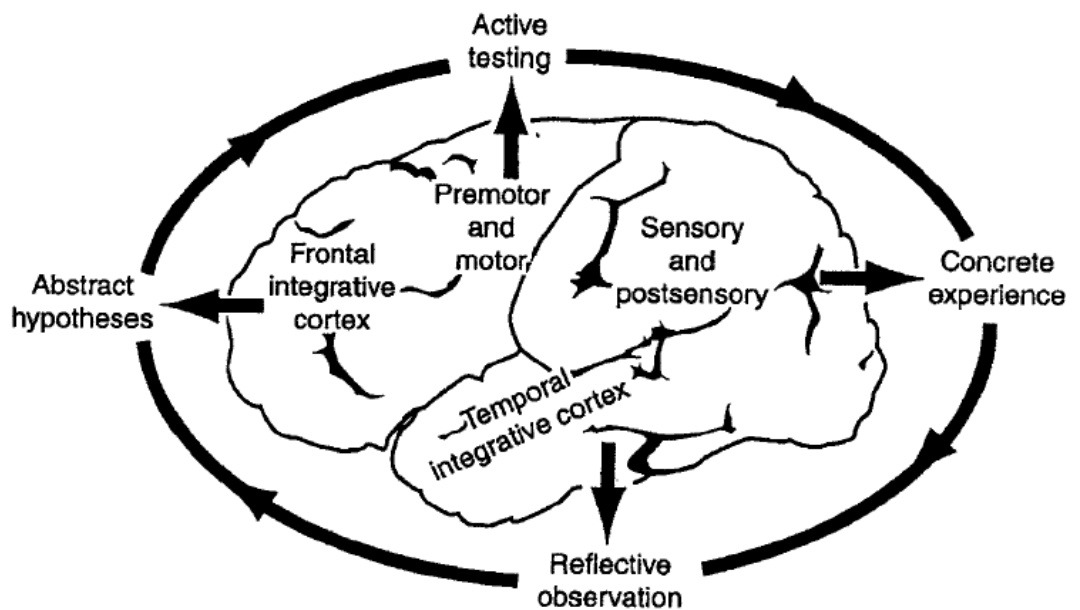 Active
testing
Premotor
and
motor
Sensory
and
postsensory
Frontal
integrative
cortex
Abstract
hypotheses
Concrete
experience
Temporal
integrative cortex
Reflective
observation